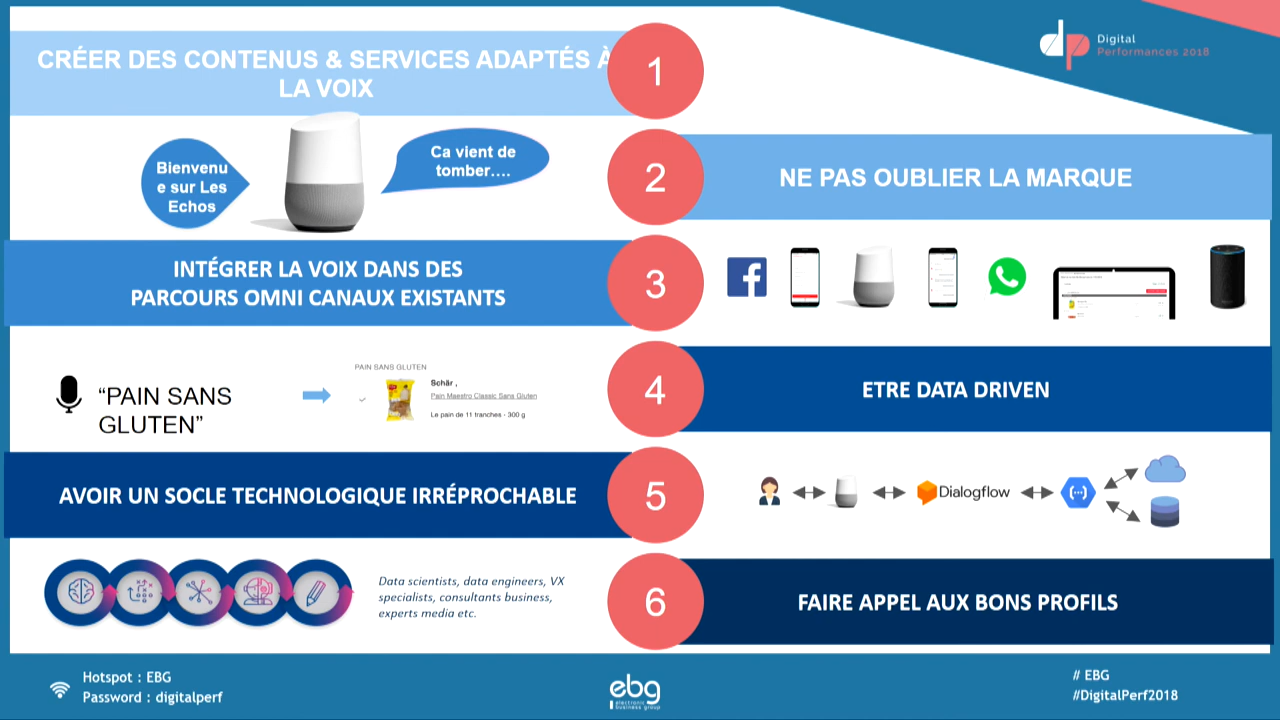 CRÉER DES CONTENUS & SERVICES ADAPTÉS À
LA VOIX
1
Digital
Performances 2018
Bienvenu
e sur Les
Echos
Ca vient de
tomber....
2
NE PAS OUBLIER LA MARQUE
INTÉGRER LA VOIX DANS DES
PARCOURS OMNI CANAUX EXISTANTS
3
“PAIN SANS
GLUTEN”
PAIN SANS GLUTEN
Schär ,
Pain Maestro Classic Sans Gluten
Le pain de 11 tranches - 300 g
4
ETRE DATA DRIVEN
AVOIR UN SOCLE TECHNOLOGIQUE IRRÉPROCHABLE
5
Dialogflow
Data scientists, data engineers, VX
specialists, consultants business,
experts media etc.
6
FAIRE APPEL AUX BONS PROFILS
Hotspot : EBG
Password : digitalperf
ebg
electronic
business group
# EBG
#DigitalPerf2018